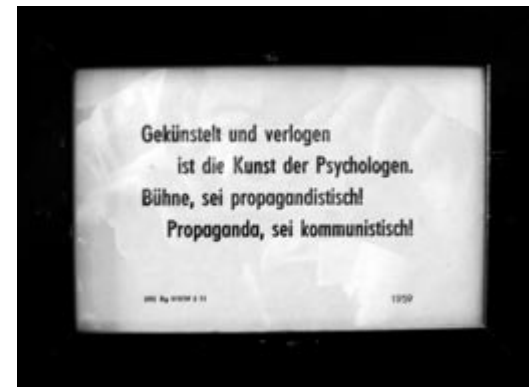 Gekünstelt und verlogen
ist die Kunst der Psychologen.
Bühne, sei propagandistisch!
Propaganda, sei kommunistisch!
1959